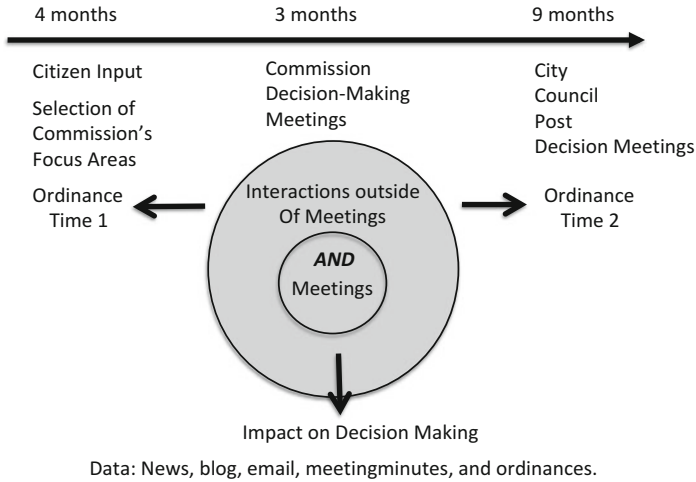 4 months
3 months
9 months
Citizen Input
Selection of
Commission's
Focus Areas
Ordinance
Time 1
Commission
Decision-Making
Meetings
Interactions outside
Of Meetings
AND
Meetings
City
Council
Post
Decision Meetings
Ordinance
Time 2
Impact on Decision Making
Data: News, blog, email, meetingminutes, and ordinances.